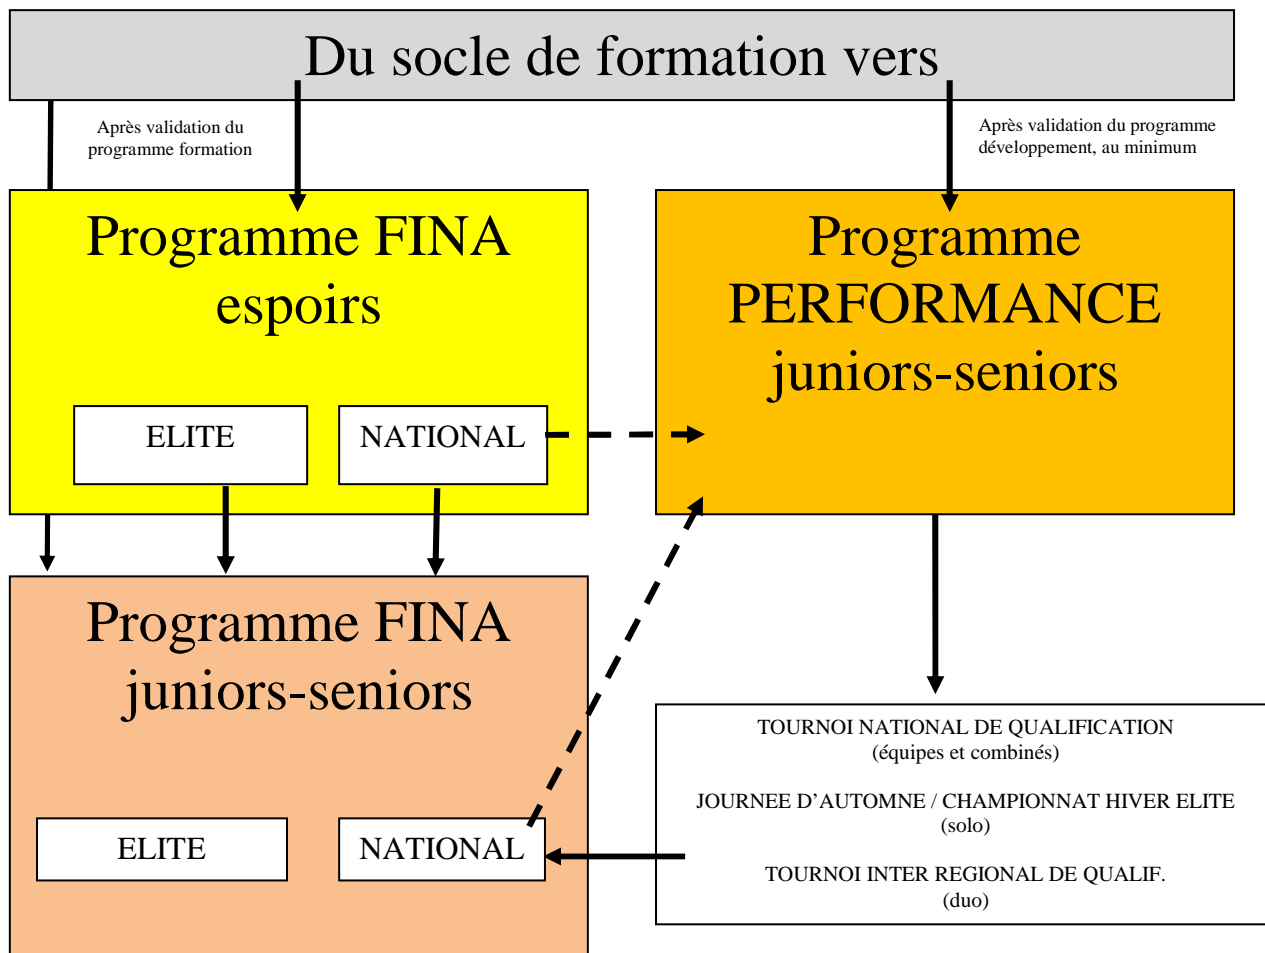 Du socle de formation vers
Après validation du
programme formation
Après validation du programme
développement, au minimum
Programme FINA
espoirs
ELITE
NATIONAL
Programme
PERFORMANCE
juniors-seniors
Programme FINA
juniors-seniors
ELITE
NATIONAL
TOURNOI NATIONAL DE QUALIFICATION
(équipes et combinés)
JOURNEE D'AUTOMNE / CHAMPIONNAT HIVER ELITE
(solo)
TOURNOI INTER REGIONAL DE QUALIF.
(duo)